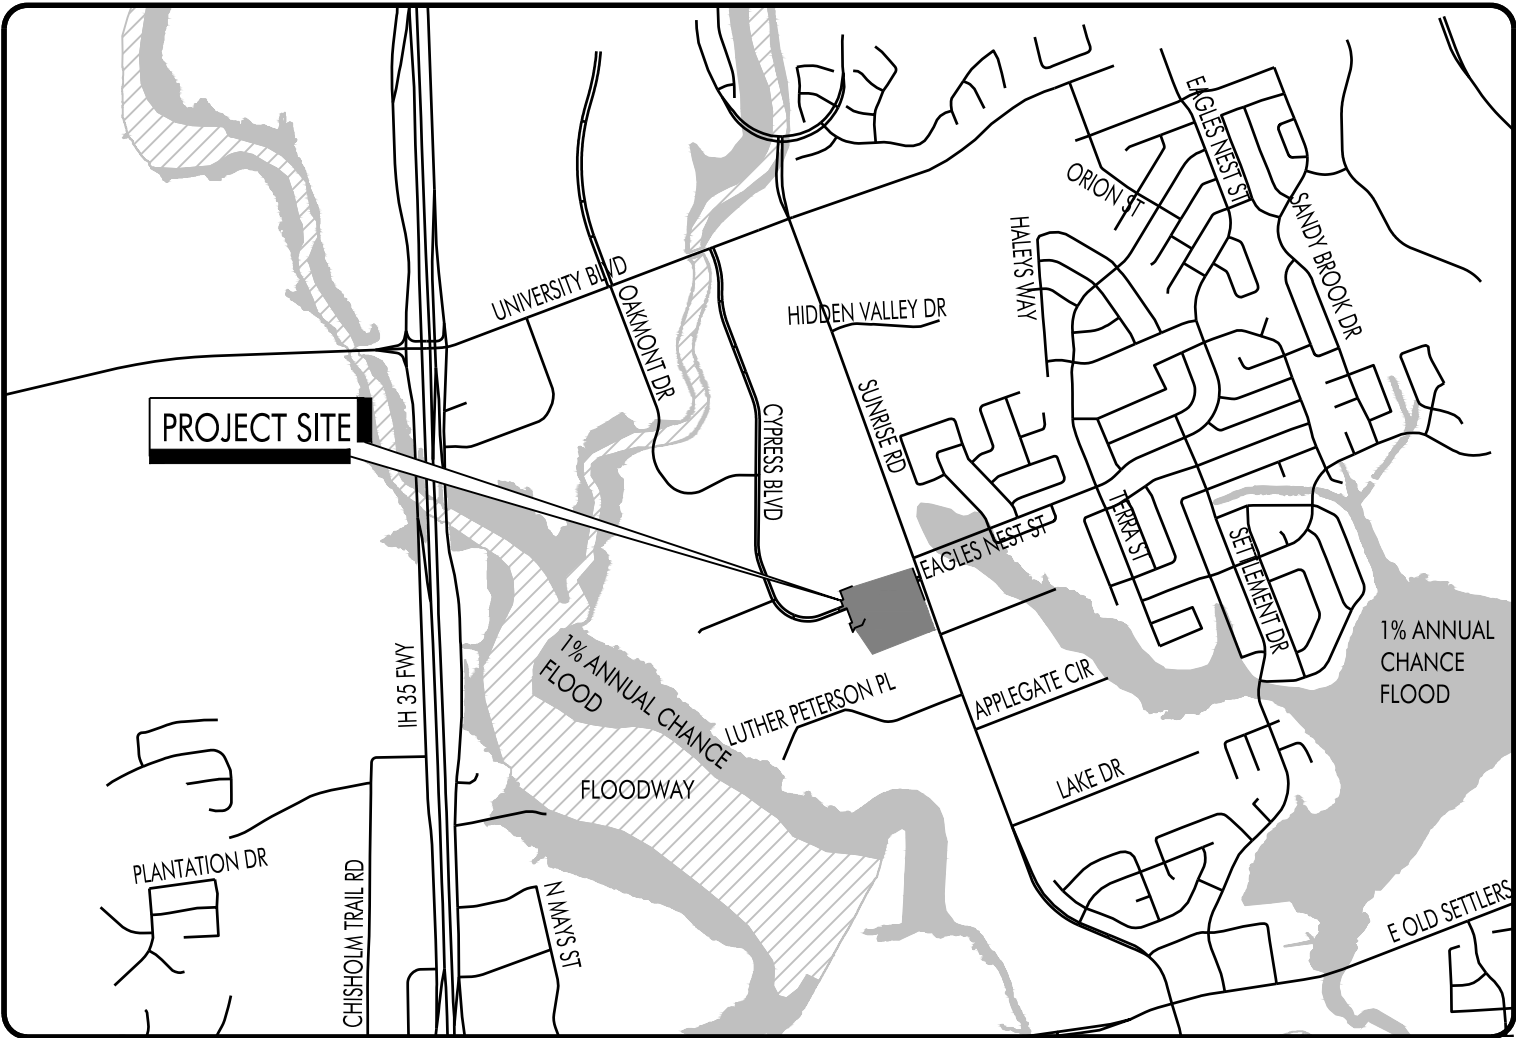 EAGLES NEST ST
ORION ST
SANDY BROOK DR
HALEYS WAY
UNIVERSITY BLVD
OAKMONT DR
HIDDEN VALLEY DR
SUNRISE RD
CYPRESS BLVD
PROJECT SITE
TERRA ST
EAGLES NEST ST
SETTLEMENT DR
1% ANNUAL
CHANCE
FLOOD
1% ANNUAL CHANCE
FLOOD
IH 35 FWY
APPLEGATE CIR
LUTHER PETERSON PL
LAKE DR
FLOODWAY
PLANTATION DR
CHISHOLM TRAIL RD
N MAYS ST
E OLD SETTLERS